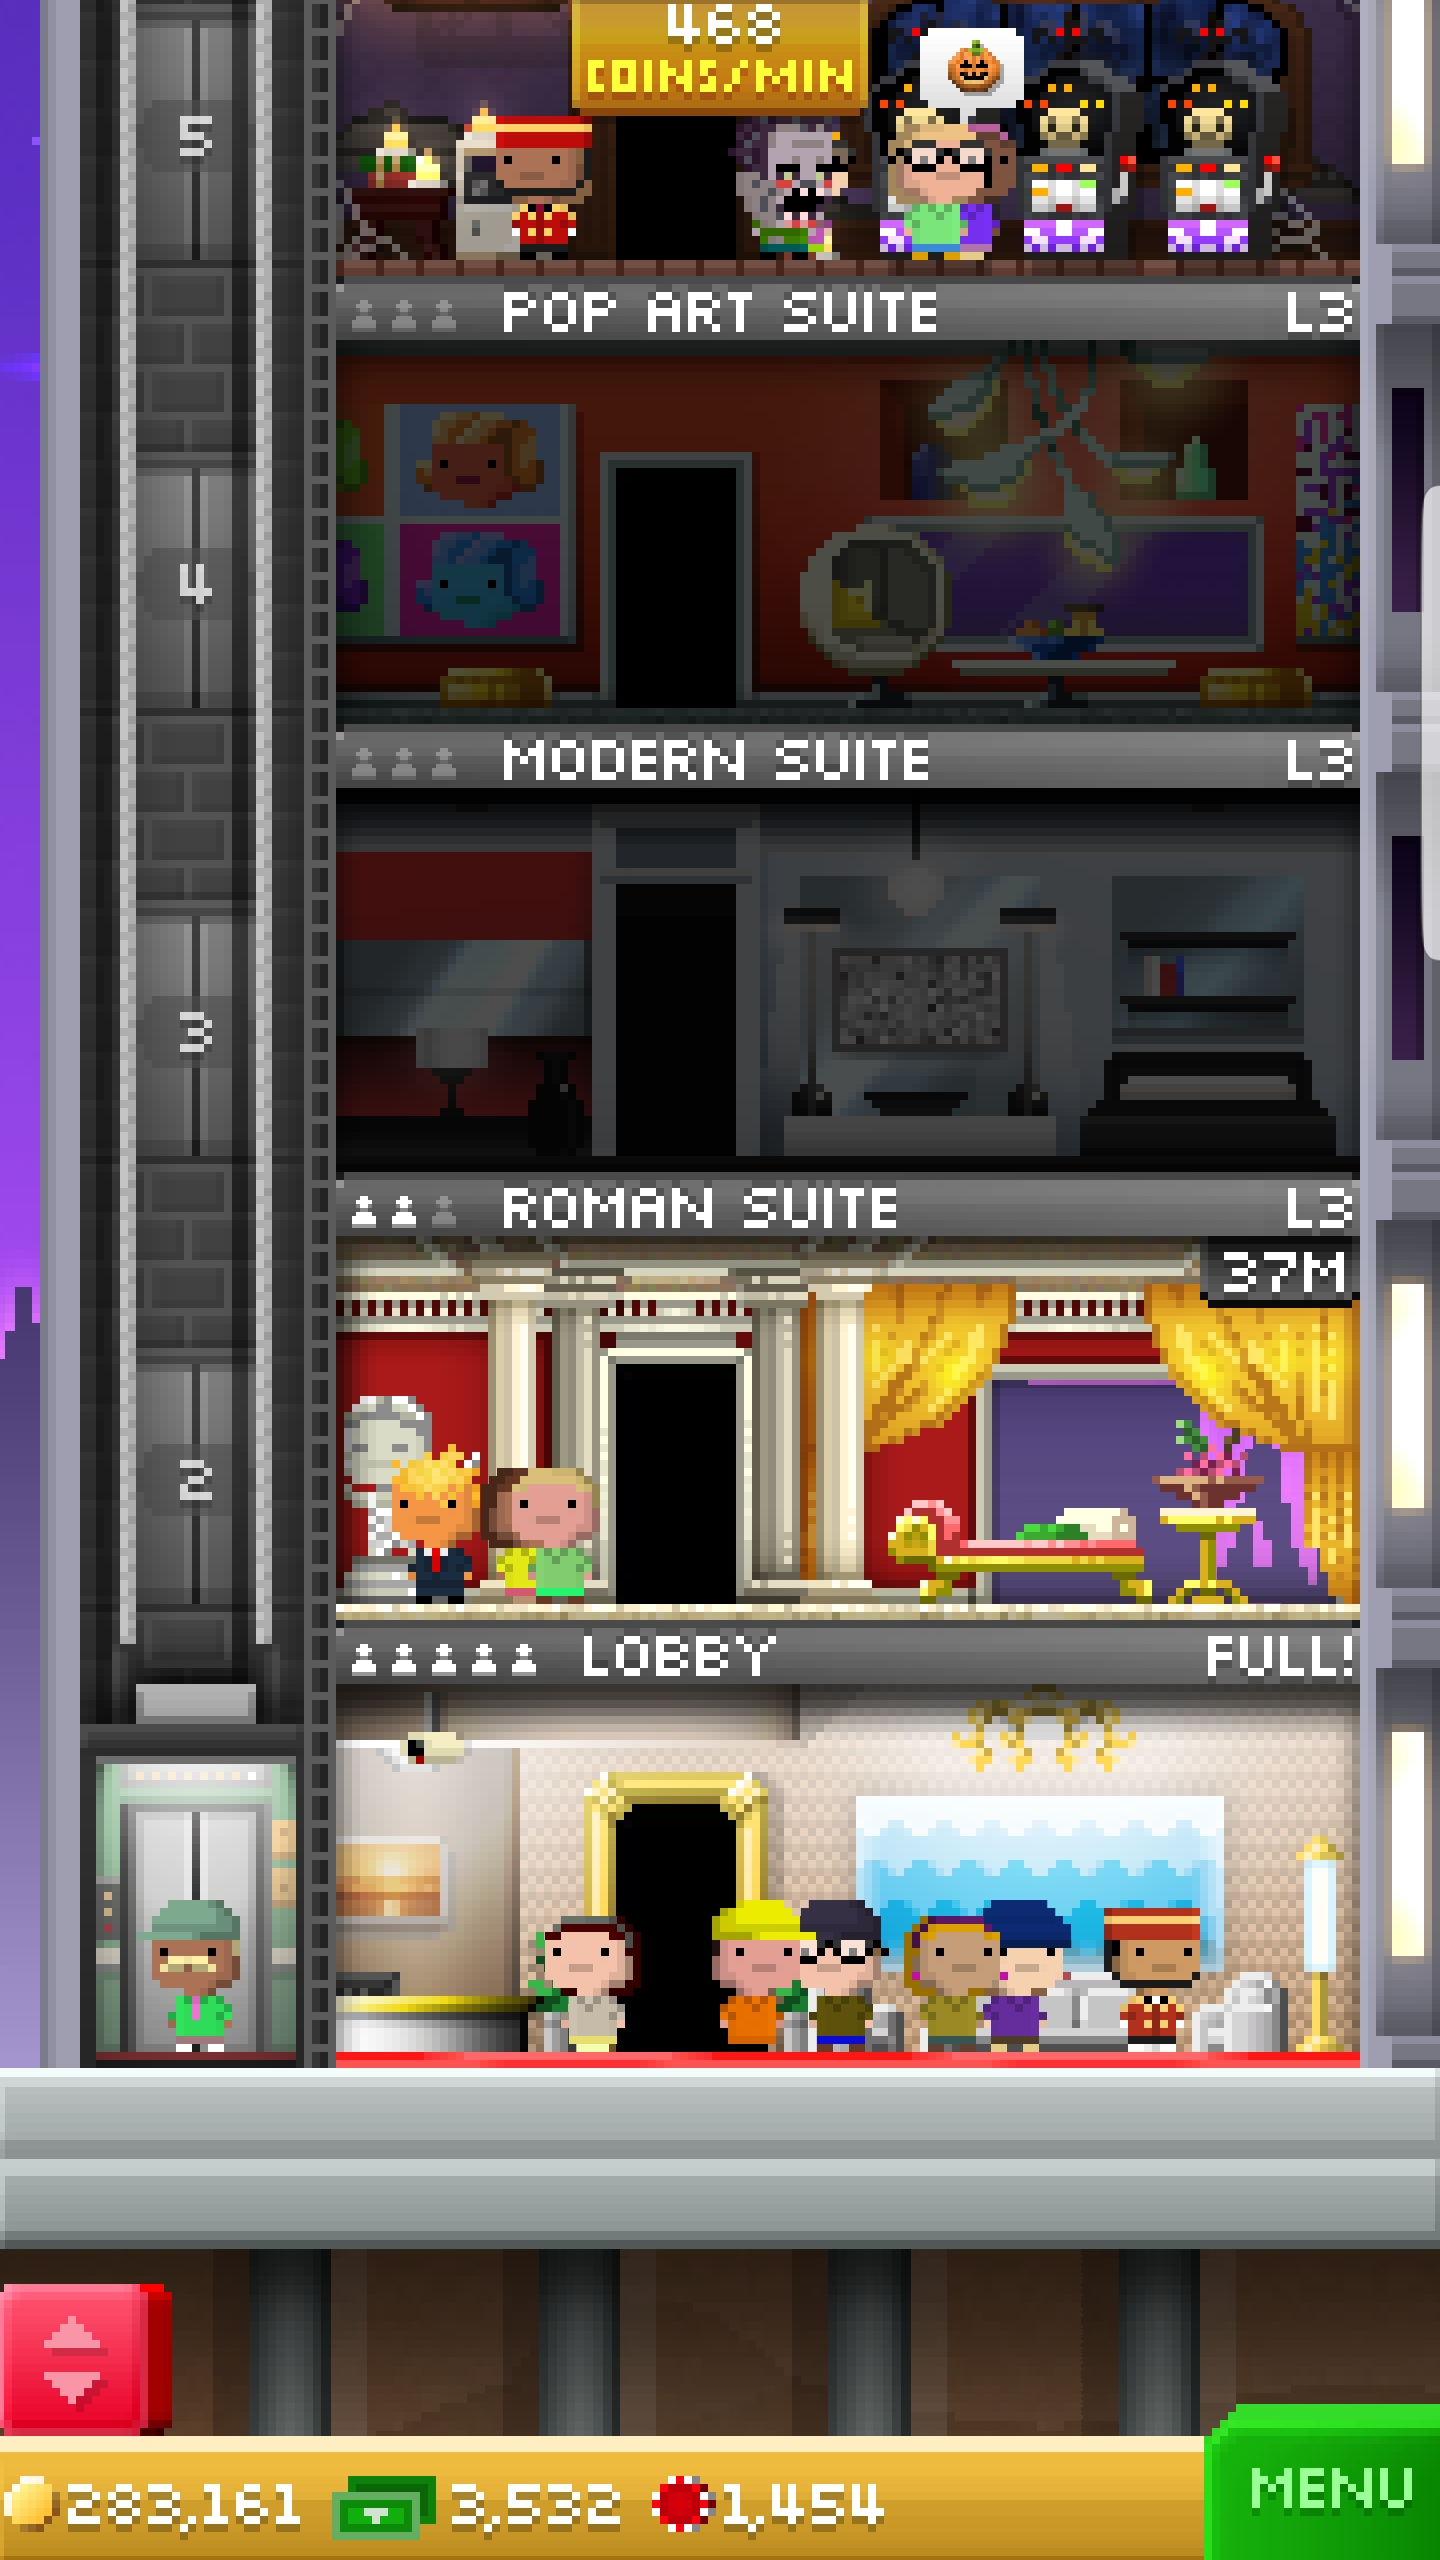 468
COINS/MIN
5
POP ART SUITE L3
4
MODERN SUITE L3
3
ROMAN SUITE L3
37M
2
LOBBY FULL!
283,161 3,532 1,454
MENU